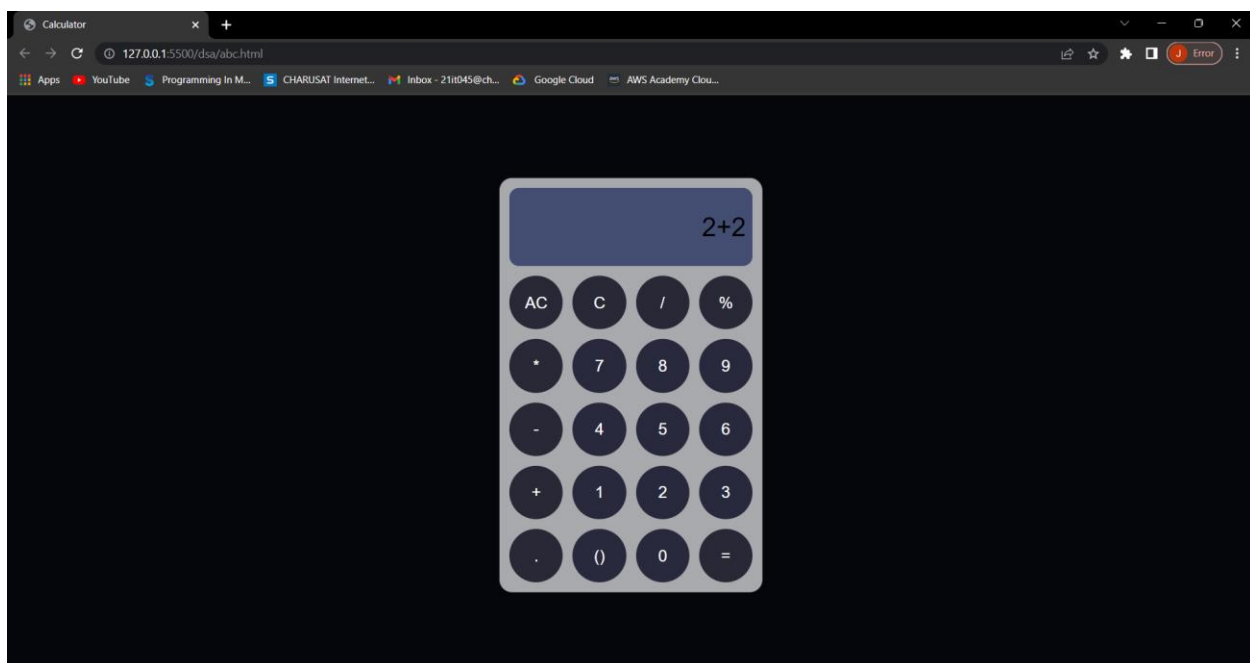 Calculator
127.0.0.1:5500/dsa/abc.html
J Error
Apps YouTube S Programming In M... S CHARUSAT Internet... Inbox - 21it045@ch... Google Cloud AWS Academy Clou...
2+2
AC C / %
* 7 8 9
- 4 5 6
+ 1 2 3
. () 0 =